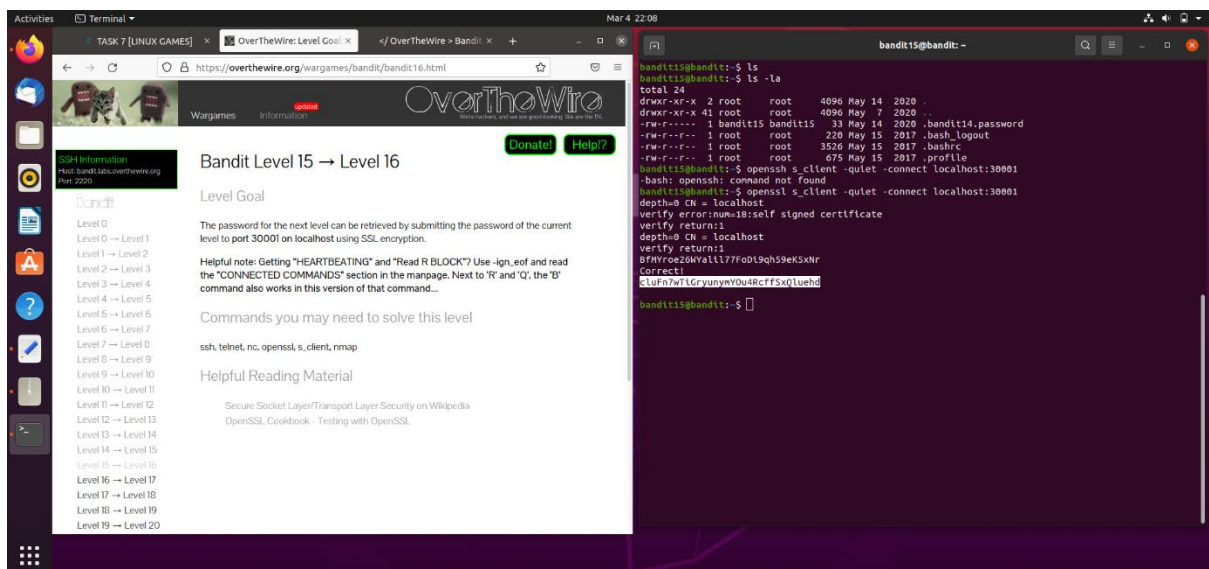 Activities
Terminal
Mar 4 22:08
TASK 7 [LINUX GAMES]
OverTheWire: Level Goal
</ OverTheWire > Bandit
https://overthewire.org/wargames/bandit/bandit16.html
Wargames
Information
updated
OverTheWire
We're hackers, and we are good-looking. We are the 1%.
Donate!
Help!?
SSH Information
Host: bandit.labs.overthewire.org
Port: 2220
Bandit
Level 0
Level 0 → Level 1
Level 1 → Level 2
Level 2 → Level 3
Level 3 → Level 4
Level 4 → Level 5
Level 5 → Level 6
Level 6 → Level 7
Level 7 → Level 8
Level 8 → Level 9
Level 9 → Level 10
Level 10 → Level 11
Level 11 → Level 12
Level 12 → Level 13
Level 13 → Level 14
Level 14 → Level 15
Level 15 → Level 16
Level 16 → Level 17
Level 17 → Level 18
Level 18 → Level 19
Level 19 → Level 20
Bandit Level 15 → Level 16
Level Goal
The password for the next level can be retrieved by submitting the password of the current
level to port 30001 on localhost using SSL encryption.
Helpful note: Getting "HEARTBEATING" and "Read R BLOCK"? Use -ign_eof and read
the "CONNECTED COMMANDS" section in the manpage. Next to 'R' and 'Q', the 'B'
command also works in this version of that command...
Commands you may need to solve this level
ssh, telnet, nc, openssl, s_client, nmap
Helpful Reading Material
Secure Socket Layer/Transport Layer Security on Wikipedia
OpenSSL Cookbook - Testing with OpenSSL
bandit15@bandit: ~
bandit15@bandit:~$ ls
bandit15@bandit:~$ ls -la
total 24
drwxr-xr-x 2 root root 4096 May 14 2020 .
drwxr-xr-x 41 root root 4096 May 7 2020 ..
-rw-r----- 1 bandit15 bandit15 33 May 14 2020 .bandit14.password
-rw-r--r-- 1 root root 220 May 15 2017 .bash_logout
-rw-r--r-- 1 root root 3526 May 15 2017 .bashrc
-rw-r--r-- 1 root root 675 May 15 2017 .profile
bandit15@bandit:~$ openssh s_client -quiet -connect localhost:30001
-bash: openssh: command not found
bandit15@bandit:~$ openssl s_client -quiet -connect localhost:30001
depth=0 CN = localhost
verify error:num=18:self signed certificate
verify return:1
depth=0 CN = localhost
verify return:1
BfMYroe26WYalil77FoDi9qh59eK5xNr
Correct!
cluFn7wTiGryunymYOu4RcffSxQluehd
bandit15@bandit:~$